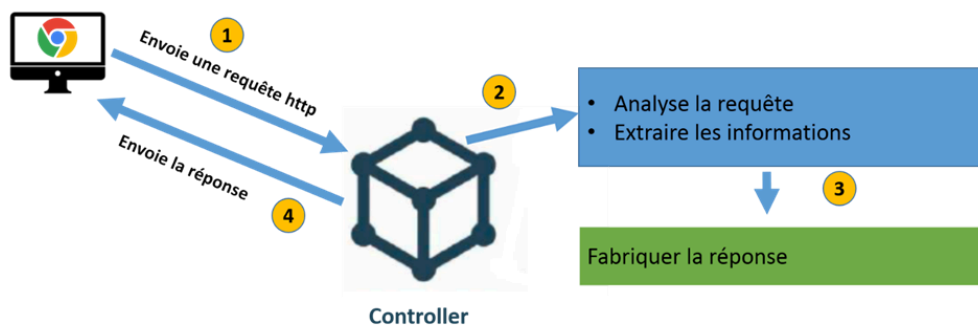 1
Envoie une requête http
2
• Analyse la requête
• Extraire les informations
Envoie la réponse
3
4
Fabriquer la réponse
Controller